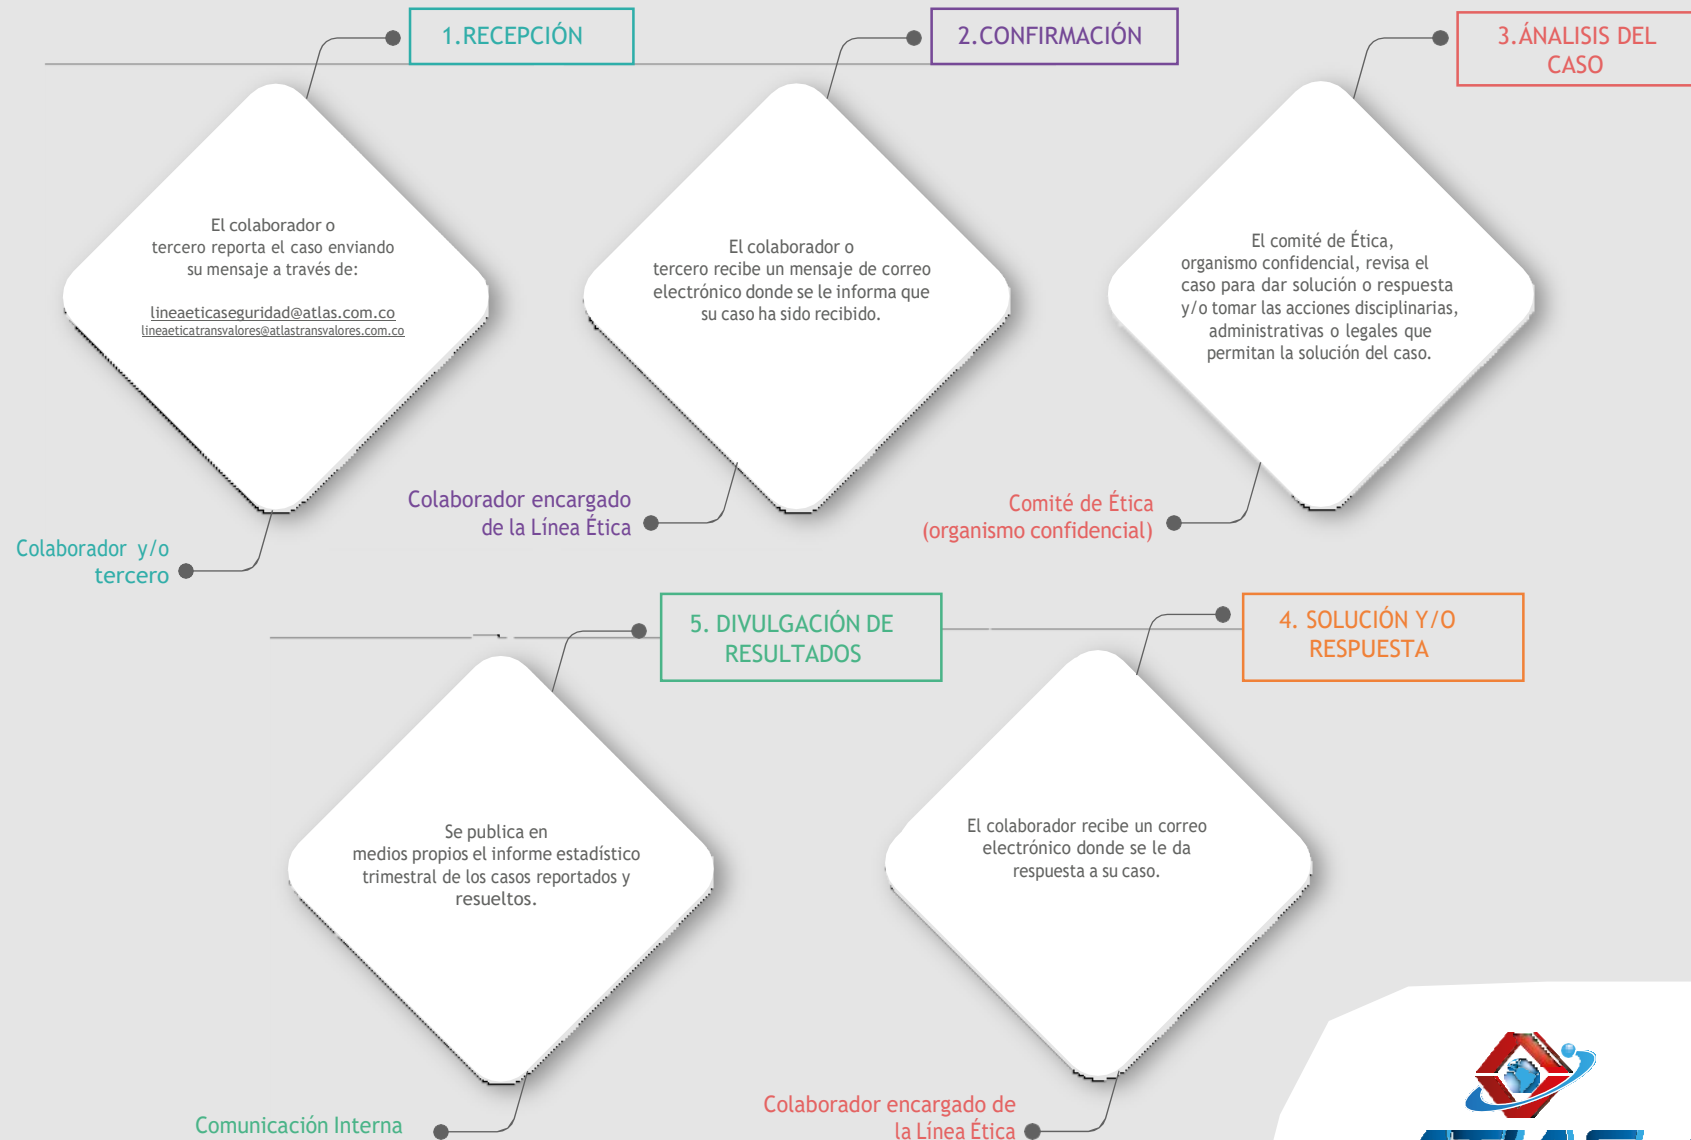 1.RECEPCIÓN
El colaborador o
tercero reporta el caso enviando
su mensaje a través de:
lineaeticaseguridad@atlas.com.co
lineaeticatransvalores@atlastransvalores.com.co
Colaborador y/o
tercero
2.CONFIRMACIÓN
El colaborador o
tercero recibe un mensaje de correo
electrónico donde se le informa que
su caso ha sido recibido.
Colaborador encargado
de la Línea Ética
3.ÁNALISIS DEL
CASO
El comité de Ética,
organismo confidencial, revisa el
caso para dar solución o respuesta
y/o tomar las acciones disciplinarias,
administrativas o legales que
permitan la solución del caso.
Comité de Ética
(organismo confidencial)
4. SOLUCIÓN Y/O
RESPUESTA
El colaborador recibe un correo
electrónico donde se le da
respuesta a su caso.
Colaborador encargado de
la Línea Ética
5. DIVULGACIÓN DE
RESULTADOS
Se publica en
medios propios el informe estadístico
trimestral de los casos reportados y
resueltos.
Comunicación Interna
ATLAS